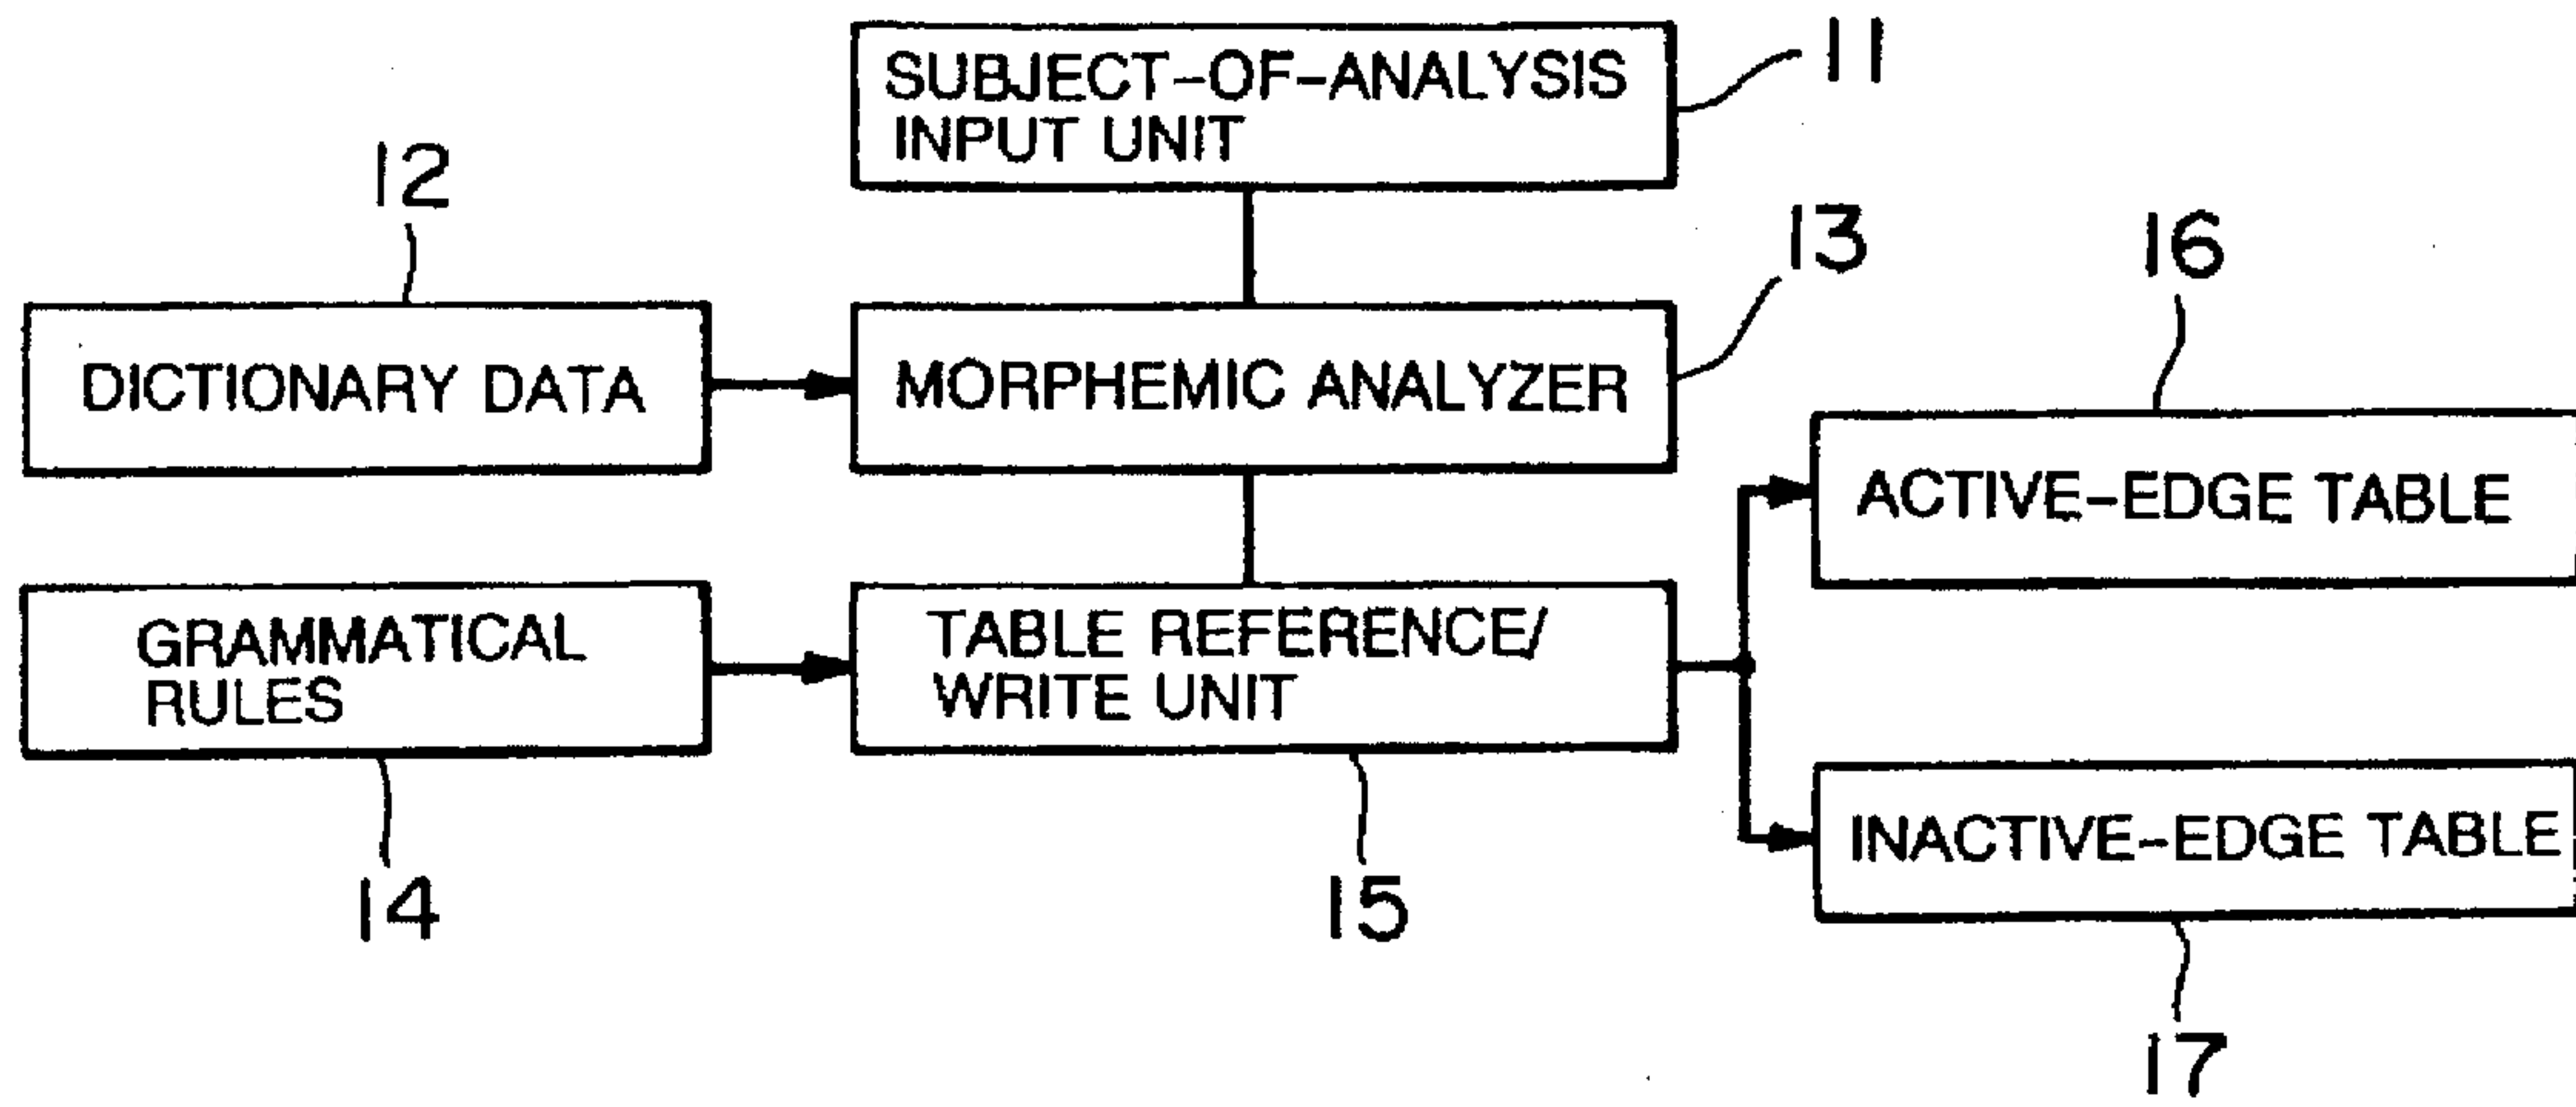 SUBJECT-OF-ANALYSIS
INPUT UNIT
11
12
13
16
DICTIONARY DATA
MORPHEMIC ANALYZER
ACTIVE-EDGE TABLE
GRAMMATICAL
RULES
TABLE REFERENCE/
WRITE UNIT
INACTIVE-EDGE TABLE
14
15
17